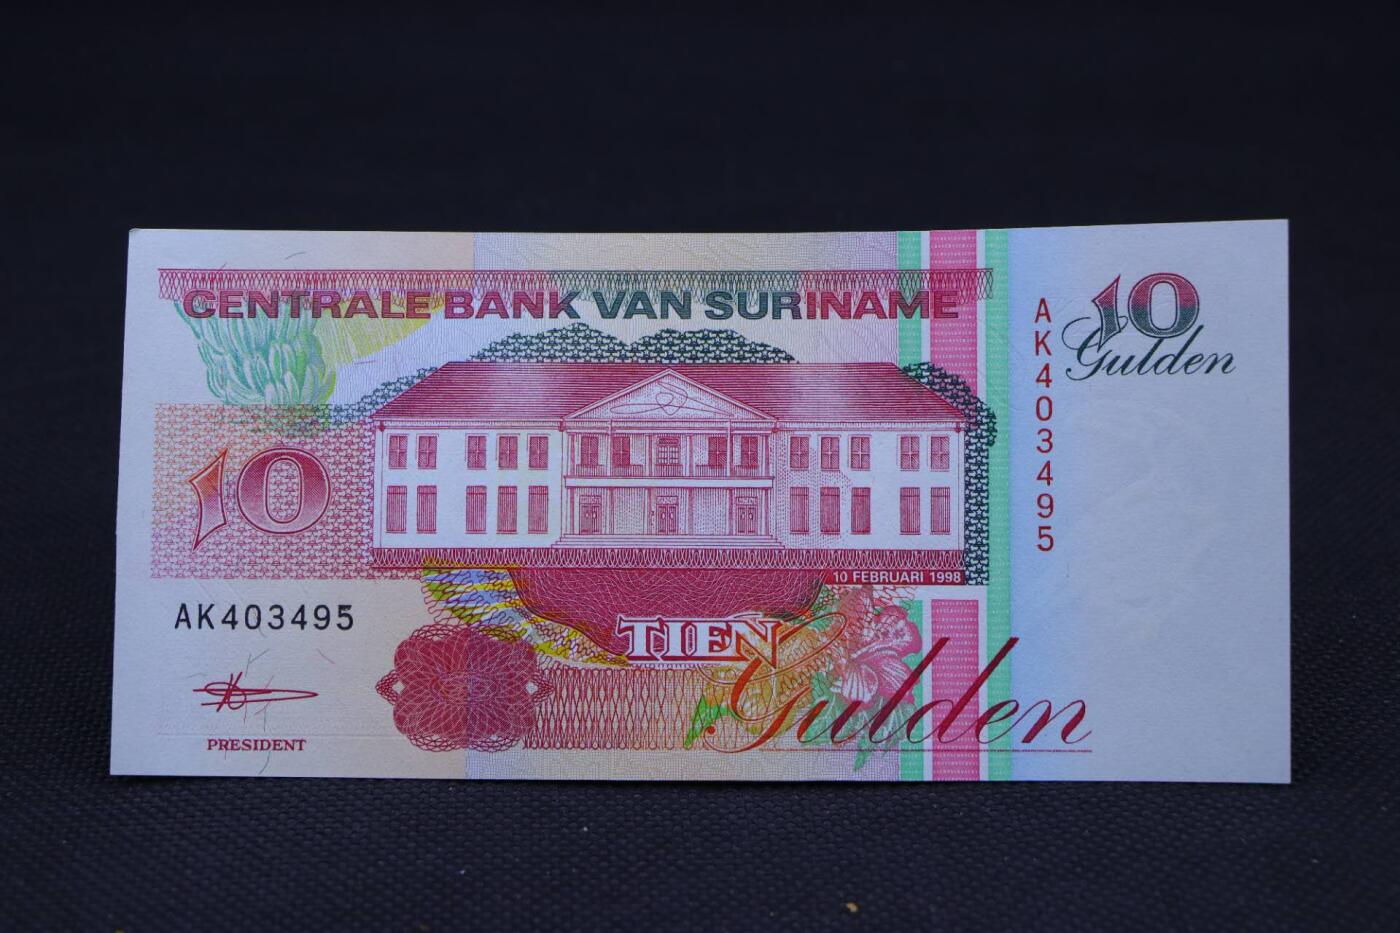 CENTRALE BANK VAN SURINAME
10
Gulden
AK403495
10
10 FEBRUARI 1998
AK403495
TIEN
Gulden
PRESIDENT